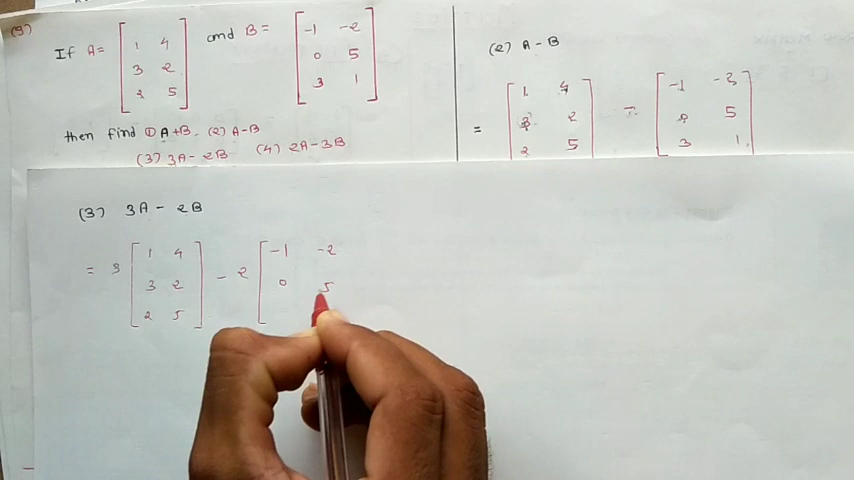 (9)
If A= [ 1 4 and B= [ -1 -2
3 2 0 5
2 5 ] 3 1 ]
then find ① A+B. (2) A-B
(3) 3A - 2B (4) 2A-3B
(2) A-B
= [ 1 4 - [ -1 -2
3 2 0 5
2 5 ] 3 1 ]
(3) 3A - 2B
= 3 [ 1 4 - 2 [ -1 -2
3 2 0 5
2 5 ]